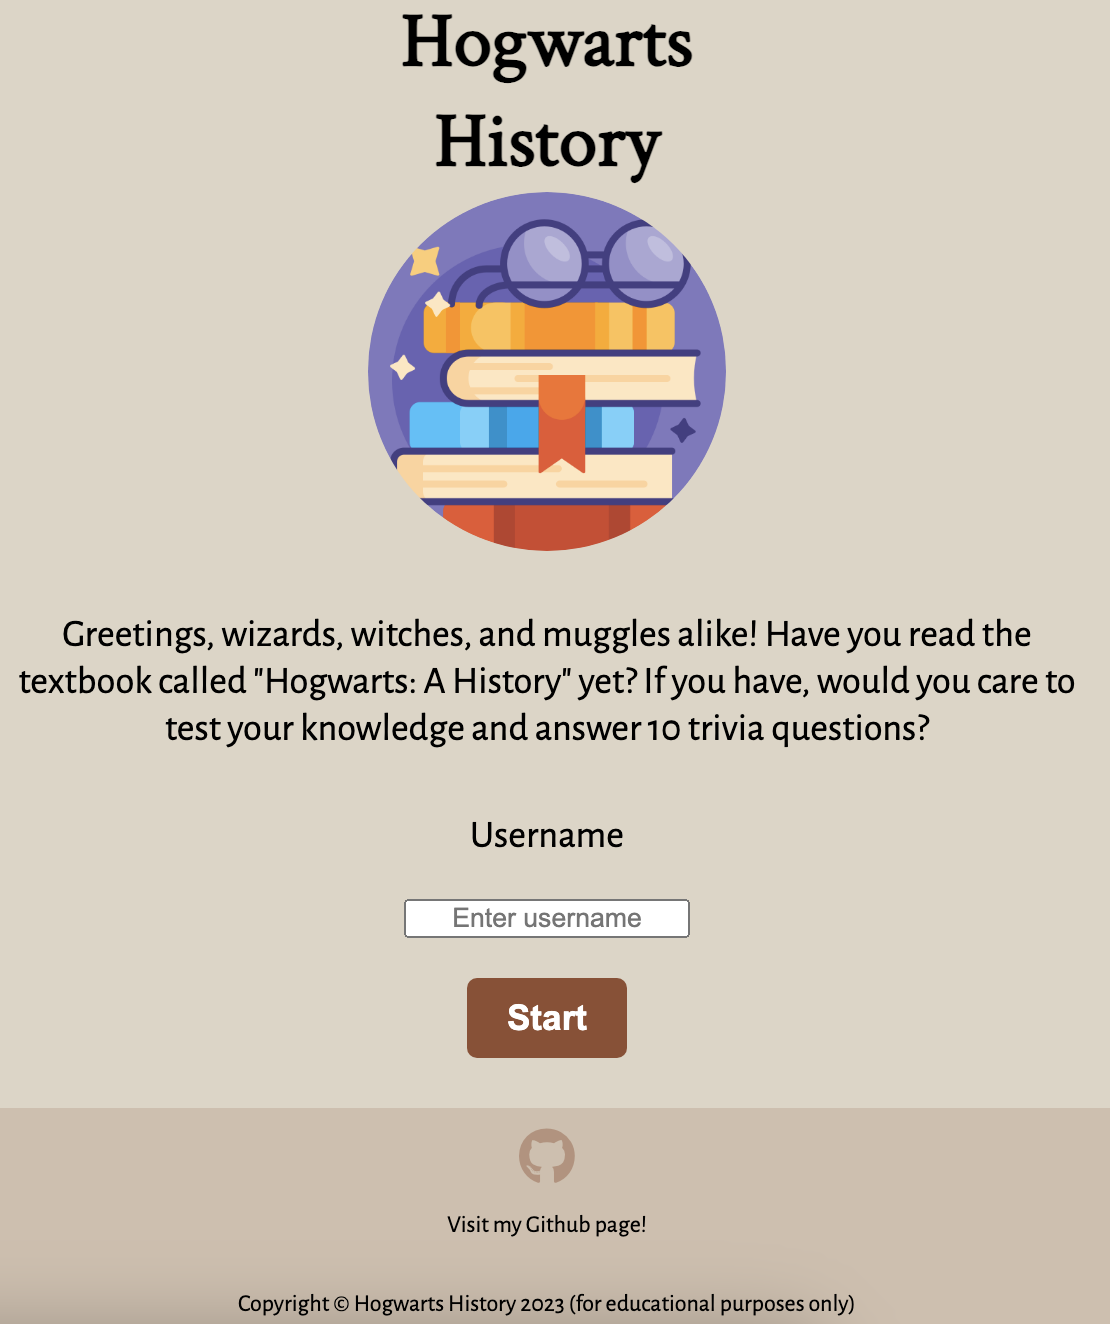 Hogwarts
History
Greetings, wizards, witches, and muggles alike! Have you read the
textbook called "Hogwarts: A History" yet? If you have, would you care to
test your knowledge and answer 10 trivia questions?
Username
Enter username
Start
Visit my Github page!
Copyright © Hogwarts History 2023 (for educational purposes only)